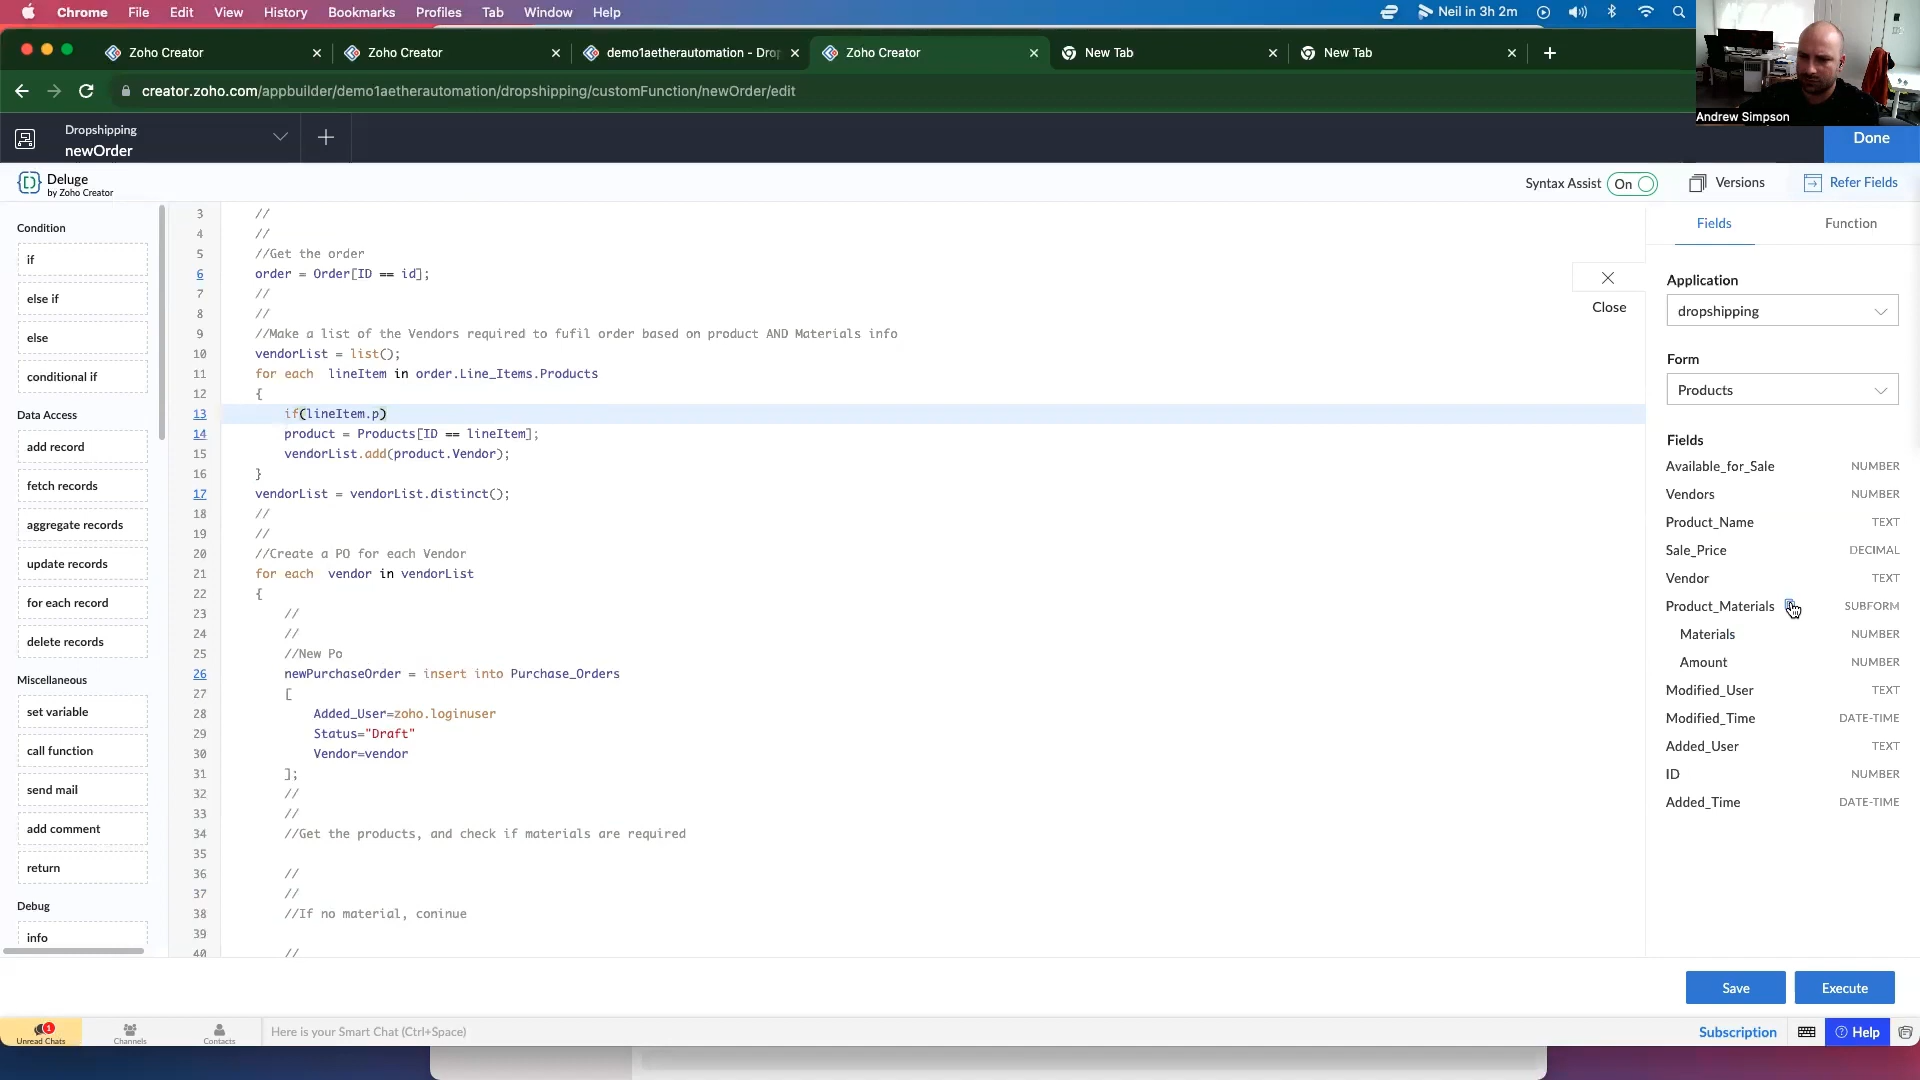 Chrome File Edit View History Bookmarks Profiles Tab Window Help Neil in 3h 2m
Zoho Creator Zoho Creator demo1aetherautomation - Drop Zoho Creator New Tab New Tab
creator.zoho.com/appbuilder/demo1aetherautomation/dropshipping/customFunction/newOrder/edit
Andrew Simpson
Dropshipping
newOrder
Done
Deluge
by Zoho Creator
Syntax Assist On Versions Refer Fields
Condition
if
else if
else
conditional if
Data Access
add record
fetch records
aggregate records
update records
for each record
delete records
Miscellaneous
set variable
call function
send mail
add comment
return
Debug
info
3 //
4 //
5 //Get the order
6 order = Order[ID == id];
7 //
8 //
9 //Make a list of the Vendors required to fufil order based on product AND Materials info
10 vendorList = list();
11 for each lineItem in order.Line_Items.Products
12 {
13 if(lineItem.p)
14 product = Products[ID == lineItem];
15 vendorList.add(product.Vendor);
16 }
17 vendorList = vendorList.distinct();
18 //
19 //
20 //Create a PO for each Vendor
21 for each vendor in vendorList
22 {
23 //
24 //
25 //New Po
26 newPurchaseOrder = insert into Purchase_Orders
27 [
28 Added_User=zoho.loginuser
29 Status="Draft"
30 Vendor=vendor
31 ];
32 //
33 //
34 //Get the products, and check if materials are required
35
36 //
37 //
38 //If no material, coninue
39
40 //
Close
Fields Function
Application
dropshipping
Form
Products
Fields
Available_for_Sale NUMBER
Vendors NUMBER
Product_Name TEXT
Sale_Price DECIMAL
Vendor TEXT
Product_Materials SUBFORM
Materials NUMBER
Amount NUMBER
Modified_User TEXT
Modified_Time DATE-TIME
Added_User TEXT
ID NUMBER
Added_Time DATE-TIME
Save Execute
1
Unread Chats Channels Contacts Here is your Smart Chat (Ctrl+Space) Subscription Help